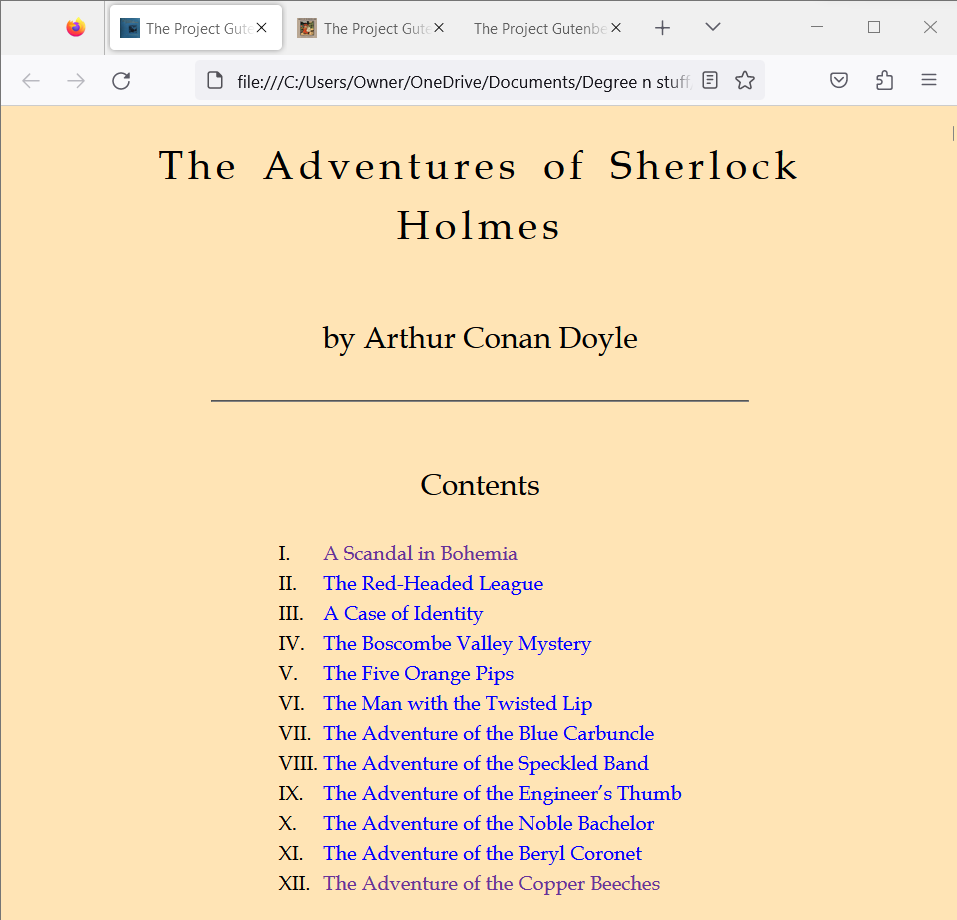 The Project Gute
The Project Gute
The Project Gutenbe
file:///C:/Users/Owner/OneDrive/Documents/Degree n stuff/
The Adventures of Sherlock
Holmes
by Arthur Conan Doyle
Contents
I. A Scandal in Bohemia
II. The Red-Headed League
III. A Case of Identity
IV. The Boscombe Valley Mystery
V. The Five Orange Pips
VI. The Man with the Twisted Lip
VII. The Adventure of the Blue Carbuncle
VIII. The Adventure of the Speckled Band
IX. The Adventure of the Engineer’s Thumb
X. The Adventure of the Noble Bachelor
XI. The Adventure of the Beryl Coronet
XII. The Adventure of the Copper Beeches